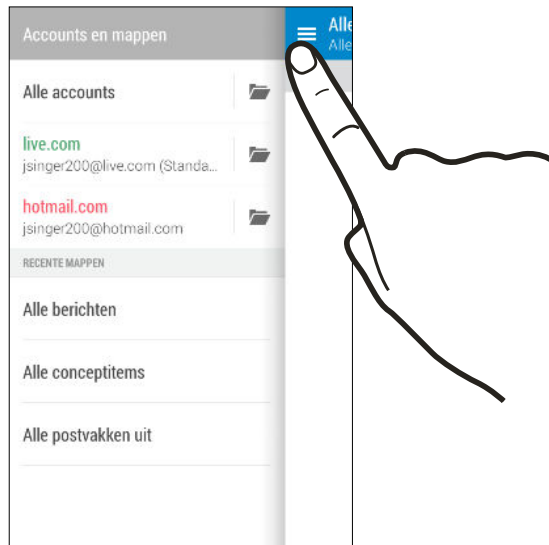 Accounts en mappen
Alle
Alle
Alle accounts
live.com
jsinger200@live.com (Standa...
hotmail.com
jsinger200@hotmail.com
RECENTE MAPPEN
Alle berichten
Alle conceptitems
Alle postvakken uit